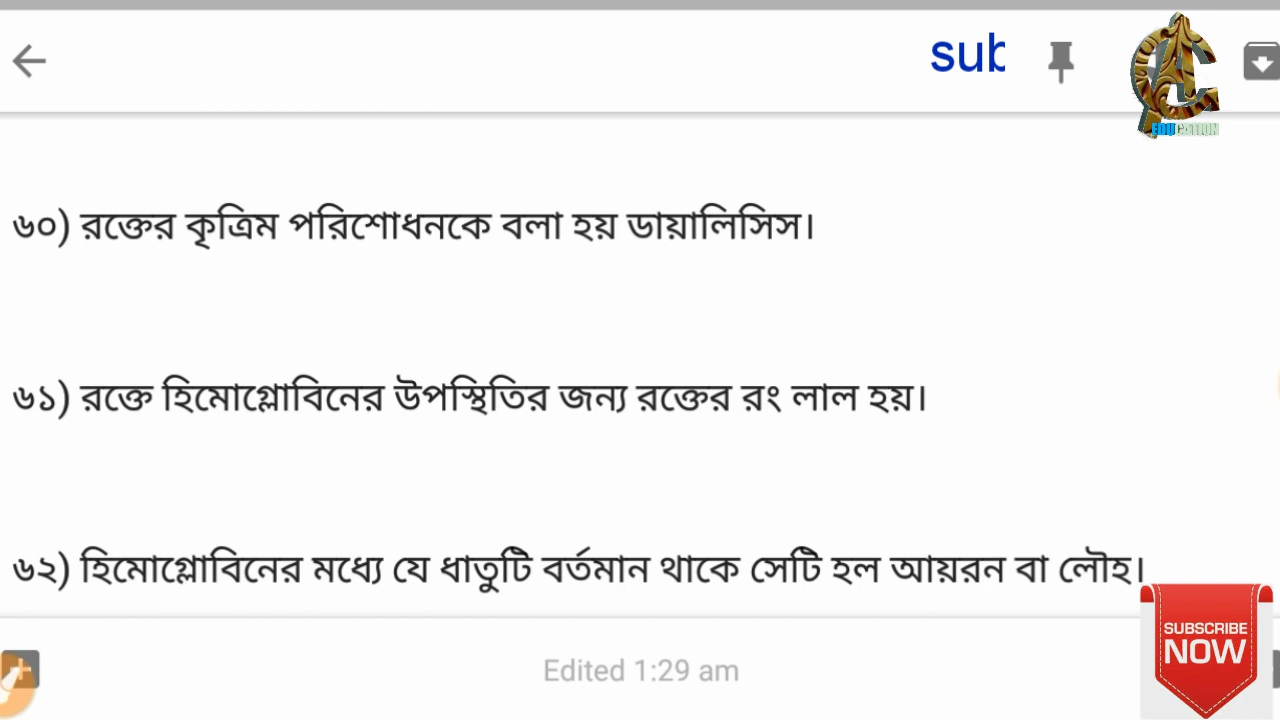 sub
EDUCATION
৬০) রক্তের কৃত্রিম পরিশোধনকে বলা হয় ডায়ালিসিস।
৬১) রক্তে হিমোগ্লোবিনের উপস্থিতির জন্য রক্তের রং লাল হয়।
৬২) হিমোগ্লোবিনের মধ্যে যে ধাতুটি বর্তমান থাকে সেটি হল আয়রন বা লৌহ।
SUBSCRIBE
NOW
Edited 1:29 am